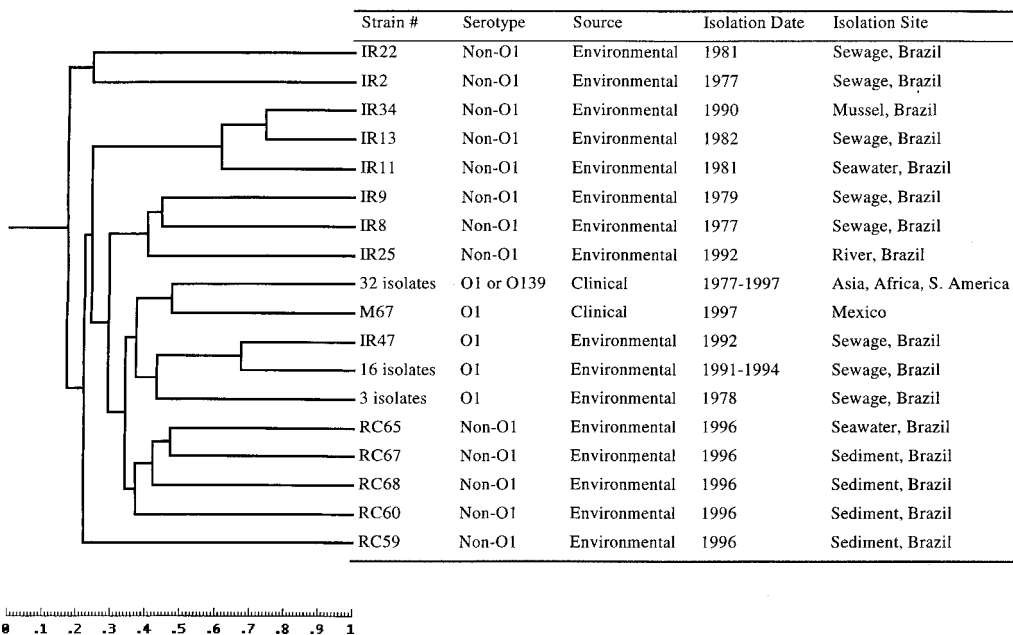 Strain # Serotype Source Isolation Date Isolation Site
IR22 Non-O1 Environmental 1981 Sewage, Brazil
IR2 Non-O1 Environmental 1977 Sewage, Brazil
IR34 Non-O1 Environmental 1990 Mussel, Brazil
IR13 Non-O1 Environmental 1982 Sewage, Brazil
IR11 Non-O1 Environmental 1981 Seawater, Brazil
IR9 Non-O1 Environmental 1979 Sewage, Brazil
IR8 Non-O1 Environmental 1977 Sewage, Brazil
IR25 Non-O1 Environmental 1992 River, Brazil
32 isolates O1 or O139 Clinical 1977-1997 Asia, Africa, S. America
M67 O1 Clinical 1997 Mexico
IR47 O1 Environmental 1992 Sewage, Brazil
16 isolates O1 Environmental 1991-1994 Sewage, Brazil
3 isolates O1 Environmental 1978 Sewage, Brazil
RC65 Non-O1 Environmental 1996 Seawater, Brazil
RC67 Non-O1 Environmental 1996 Sediment, Brazil
RC68 Non-O1 Environmental 1996 Sediment, Brazil
RC60 Non-O1 Environmental 1996 Sediment, Brazil
RC59 Non-O1 Environmental 1996 Sediment, Brazil
0 .1 .2 .3 .4 .5 .6 .7 .8 .9 1